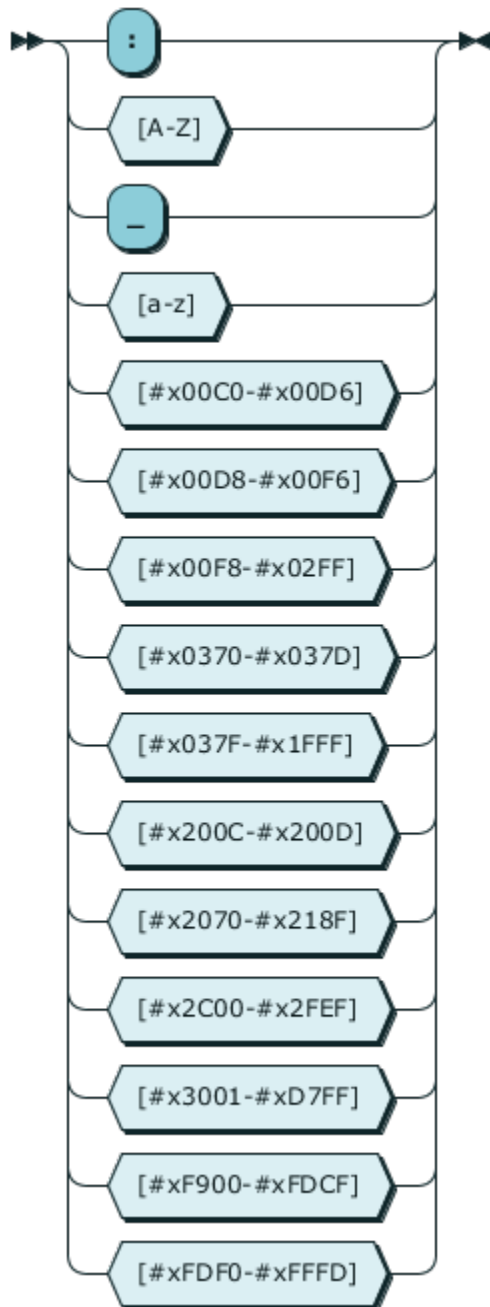 :
[A-Z]
_
[a-z]
[#x00C0-#x00D6]
[#x00D8-#x00F6]
[#x00F8-#x02FF]
[#x0370-#x037D]
[#x037F-#x1FFF]
[#x200C-#x200D]
[#x2070-#x218F]
[#x2C00-#x2FEF]
[#x3001-#xD7FF]
[#xF900-#xFDCF]
[#xFDF0-#xFFFD]